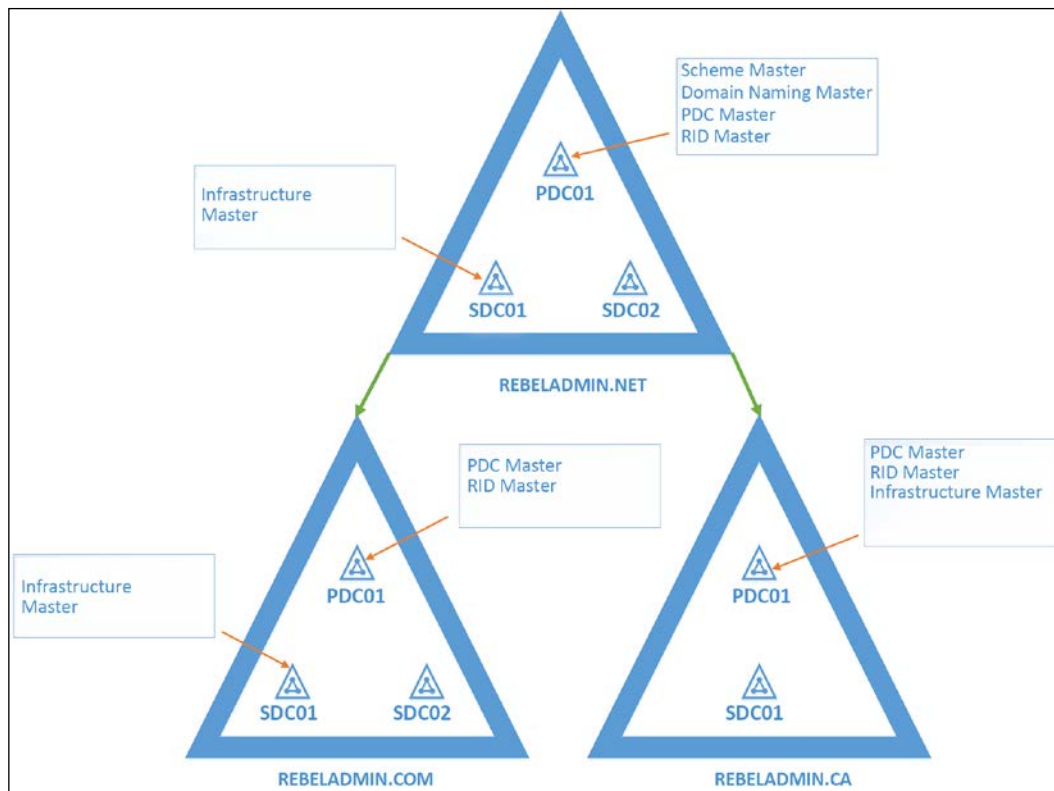 Scheme Master
Domain Naming Master
PDC Master
RID Master
PDC01
Infrastructure
Master
SDC01
SDC02
REBELADMIN.NET
PDC Master
RID Master
PDC01
Infrastructure
Master
SDC01
SDC02
REBELADMIN.COM
PDC Master
RID Master
Infrastructure Master
PDC01
SDC01
REBELADMIN.CA